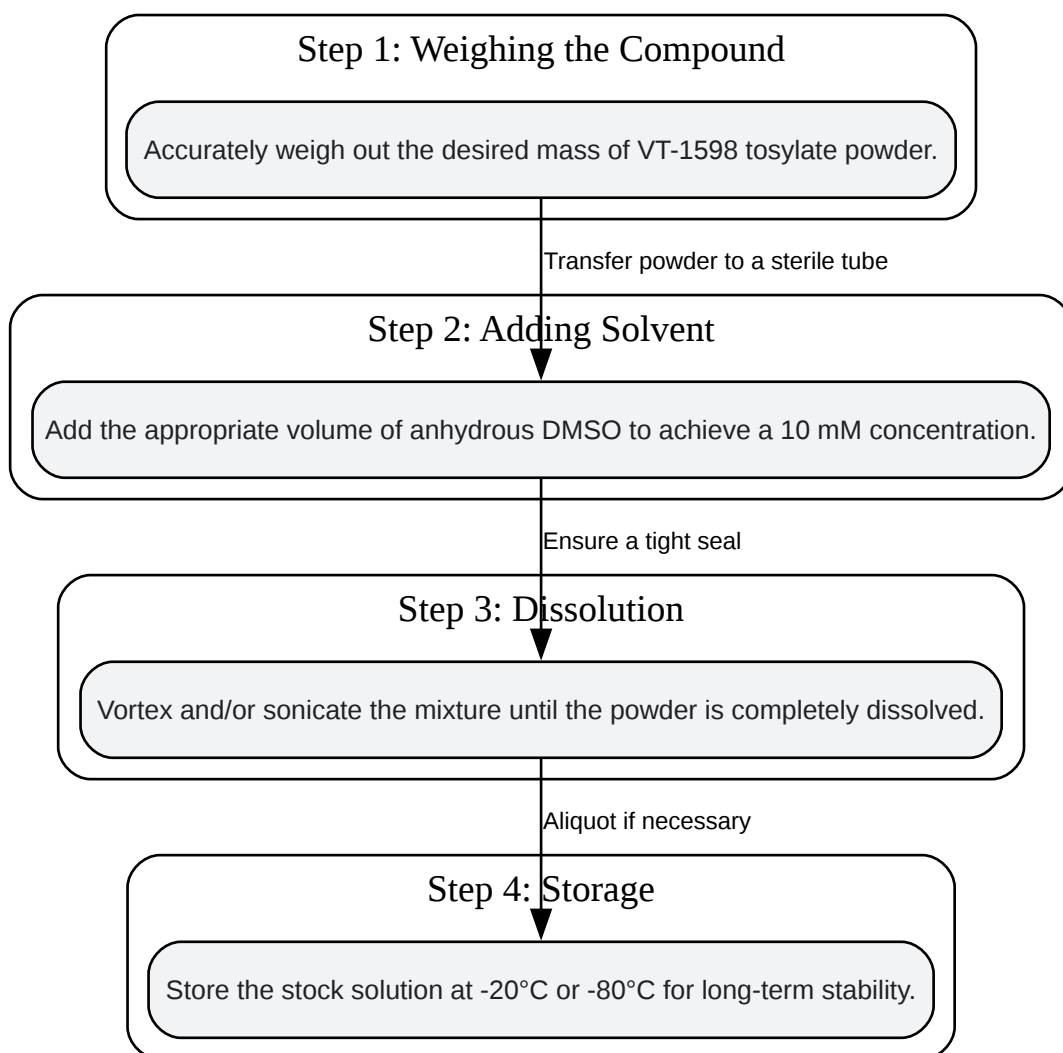 Step 1: Weighing the Compound
Accurately weigh out the desired mass of VT-1598 tosylate powder.
Transfer powder to a sterile tube
Step 2: Adding Solvent
Add the appropriate volume of anhydrous DMSO to achieve a 10 mM concentration.
Ensure a tight seal
Step 3: Dissolution
Vortex and/or sonicate the mixture until the powder is completely dissolved.
Aliquot if necessary
Step 4: Storage
Store the stock solution at -20°C or -80°C for long-term stability.